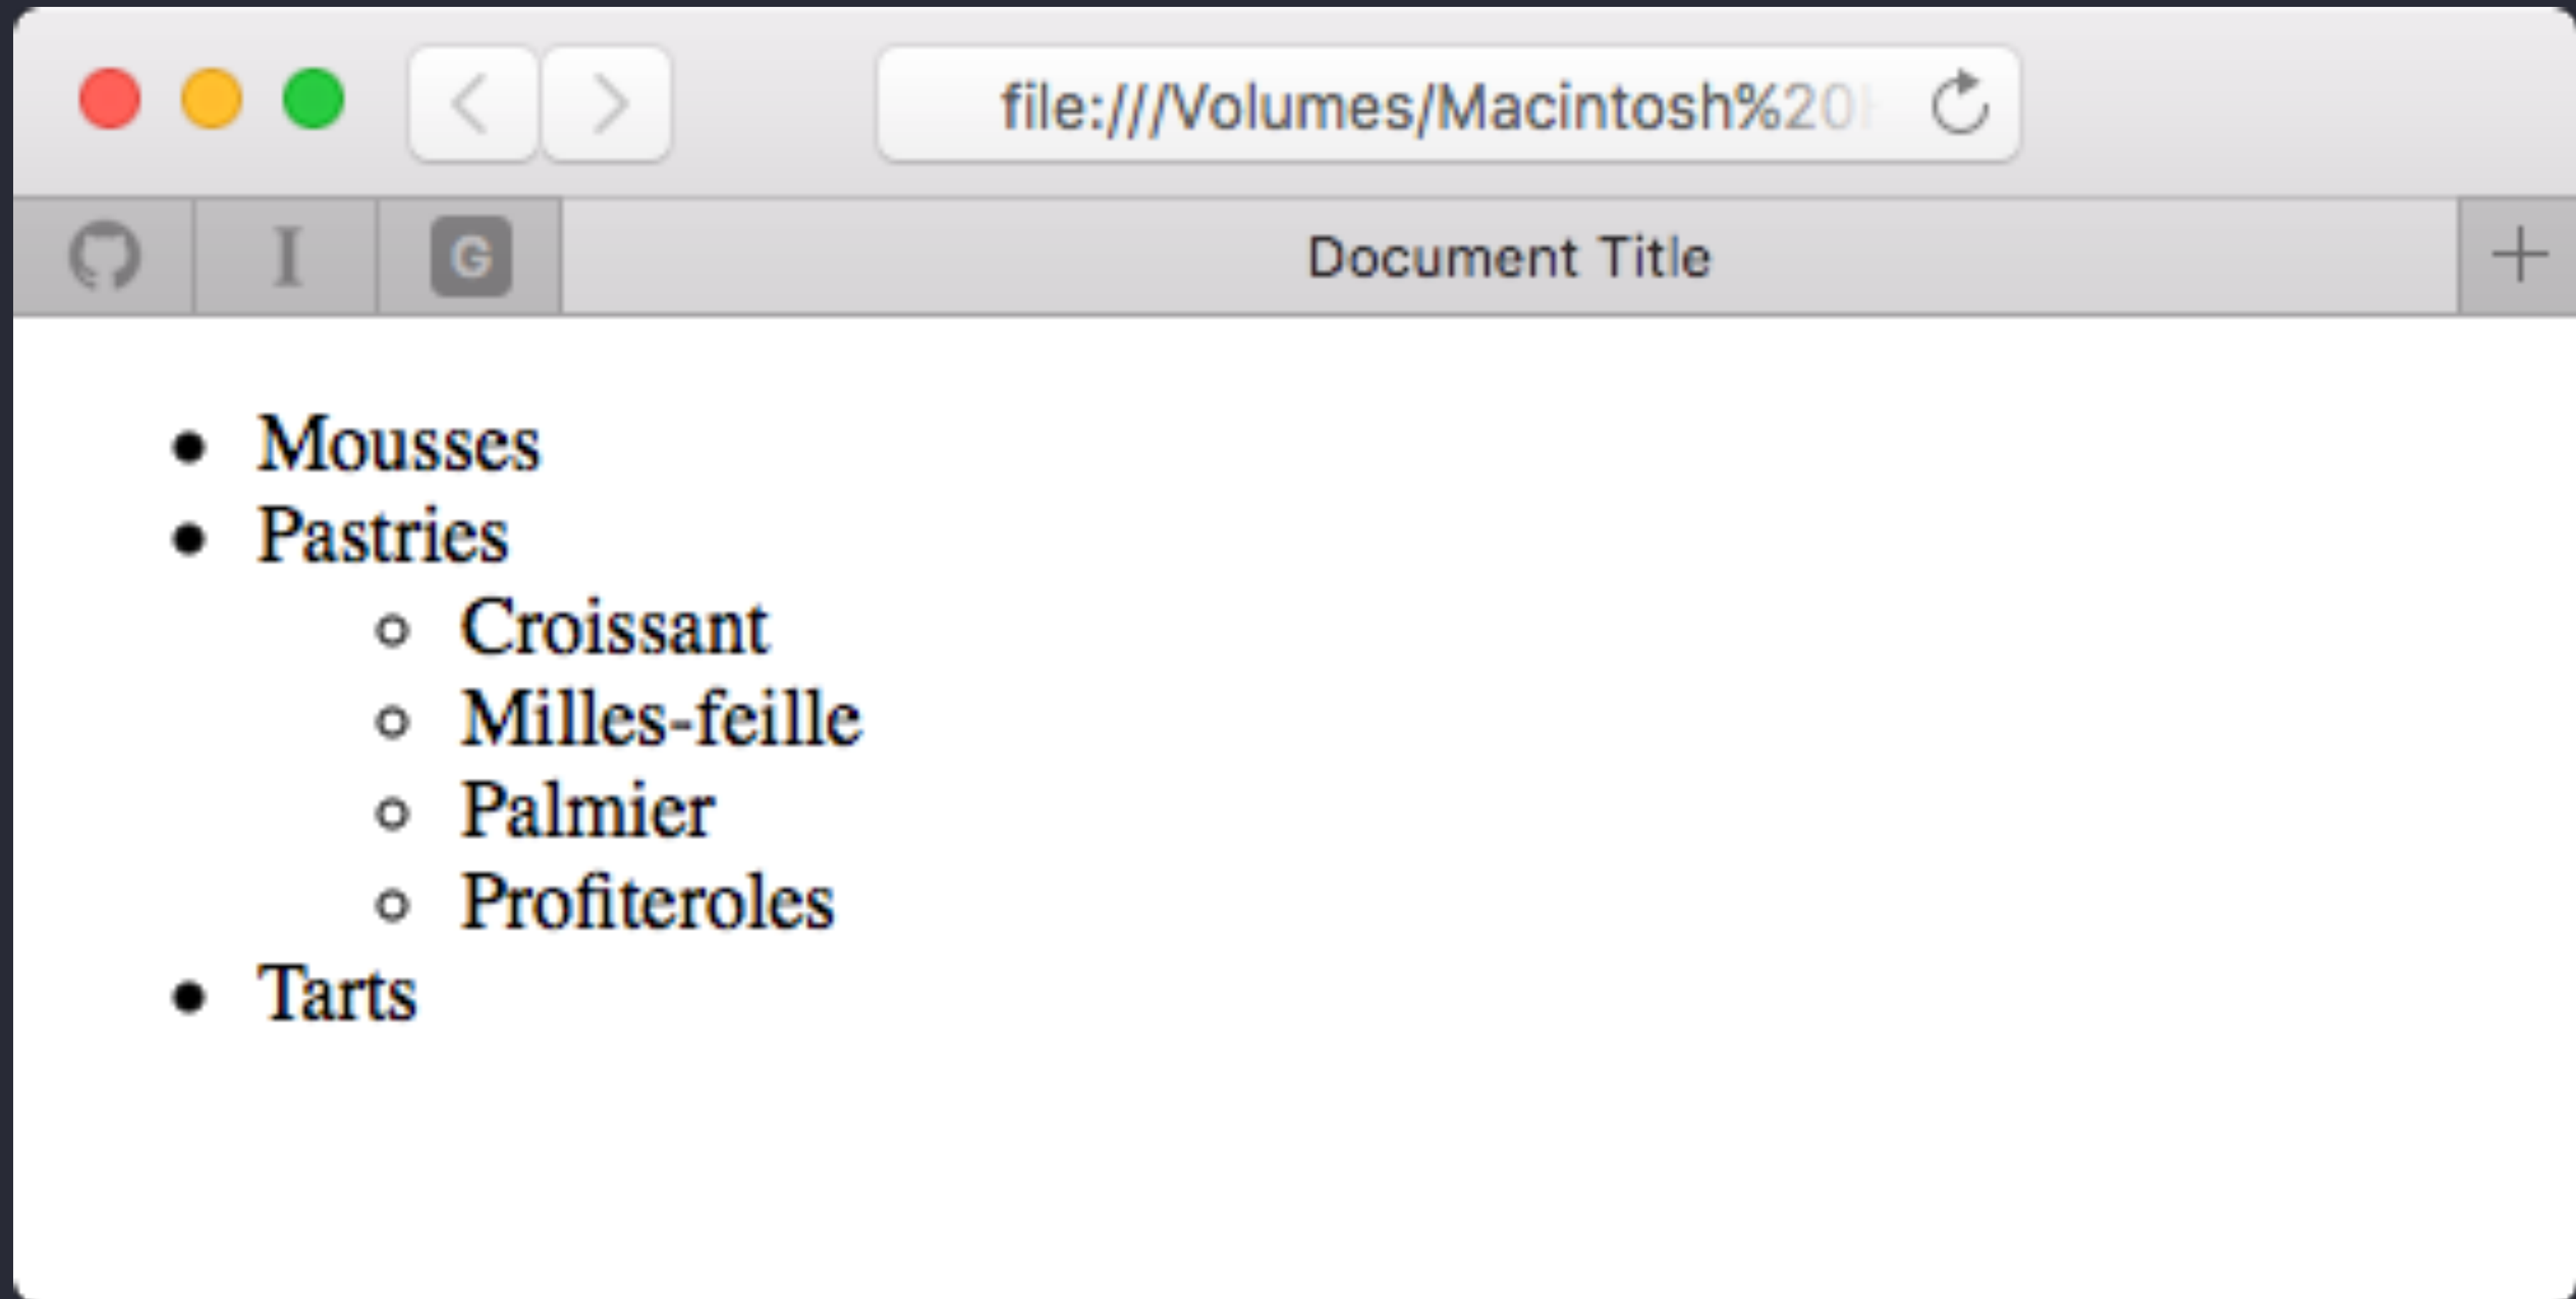 file:///Volumes/Macintosh%20
I
G
Document Title
Mousses
Pastries
Croissant
Milles-feille
Palmier
Profiteroles
Tarts